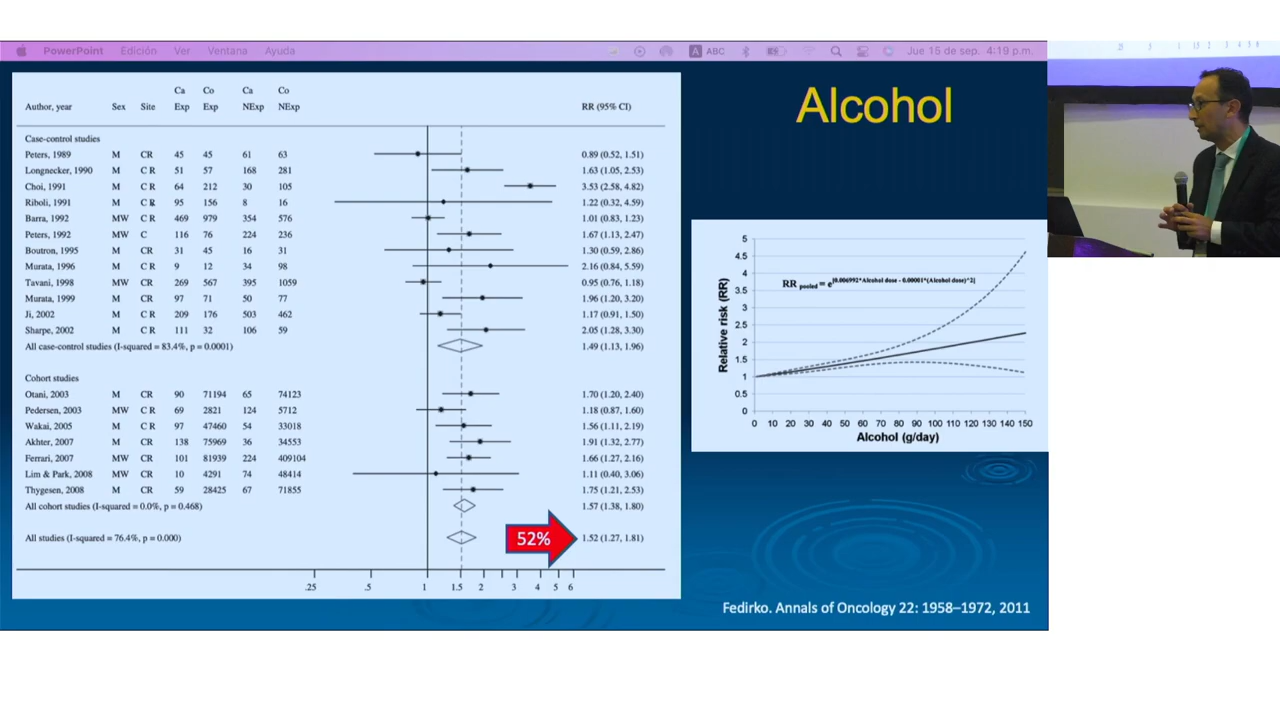 PowerPoint Edición Ver Ventana Ayuda ABC Jue 15 de sep. 4:19 p.m.
Alcohol
Ca Co Ca Co
Author, year Sex Site Exp Exp NExp NExp RR (95% CI)
Case-control studies
Peters, 1989 M CR 45 45 61 63 0.89 (0.52, 1.51)
Longnecker, 1990 M C R 51 57 168 281 1.63 (1.05, 2.53)
Choi, 1991 M C R 64 212 30 105 3.53 (2.58, 4.82)
Riboli, 1991 M C R 95 156 8 16 1.22 (0.32, 4.59)
Barra, 1992 MW C R 469 979 354 576 1.01 (0.83, 1.23)
Peters, 1992 MW C 116 76 224 236 1.67 (1.13, 2.47)
Boutron, 1995 M CR 31 45 16 31 1.30 (0.59, 2.86)
Murata, 1996 M C R 9 12 34 98 2.16 (0.84, 5.59)
Tavani, 1998 MW CR 269 567 395 1059 0.95 (0.76, 1.18)
Murata, 1999 M CR 97 71 50 77 1.96 (1.20, 3.20)
Ji, 2002 M C R 209 176 503 462 1.17 (0.91, 1.50)
Sharpe, 2002 M C R 111 32 106 59 2.05 (1.28, 3.30)
All case-control studies (I-squared = 83.4%, p = 0.0001) 1.49 (1.13, 1.96)
Cohort studies
Otani, 2003 M CR 90 71194 65 74123 1.70 (1.20, 2.40)
Pedersen, 2003 MW C R 69 2821 124 5712 1.18 (0.87, 1.60)
Wakai, 2005 M C R 97 47460 54 33018 1.56 (1.11, 2.19)
Akhter, 2007 M CR 138 75969 36 34553 1.91 (1.32, 2.77)
Ferrari, 2007 MW CR 101 81939 224 409104 1.66 (1.27, 2.16)
Lim & Park, 2008 MW CR 10 4291 74 48414 1.11 (0.40, 3.06)
Thygesen, 2008 M CR 59 28425 67 71855 1.75 (1.21, 2.53)
All cohort studies (I-squared = 0.0%, p = 0.468) 1.57 (1.38, 1.80)
All studies (I-squared = 76.4%, p = 0.000) 52% 1.52 (1.27, 1.81)
.25 .5 1 1.5 2 3 4 5 6
Relative risk (RR)
5
4.5
4
3.5
3
2.5
2
1.5
1
0.5
0
RR pooled = e[0.006992*Alcohol dose - 0.00001*(Alcohol dose)^2]
0 10 20 30 40 50 60 70 80 90 100 110 120 130 140 150
Alcohol (g/day)
Fedirko. Annals of Oncology 22: 1958–1972, 2011